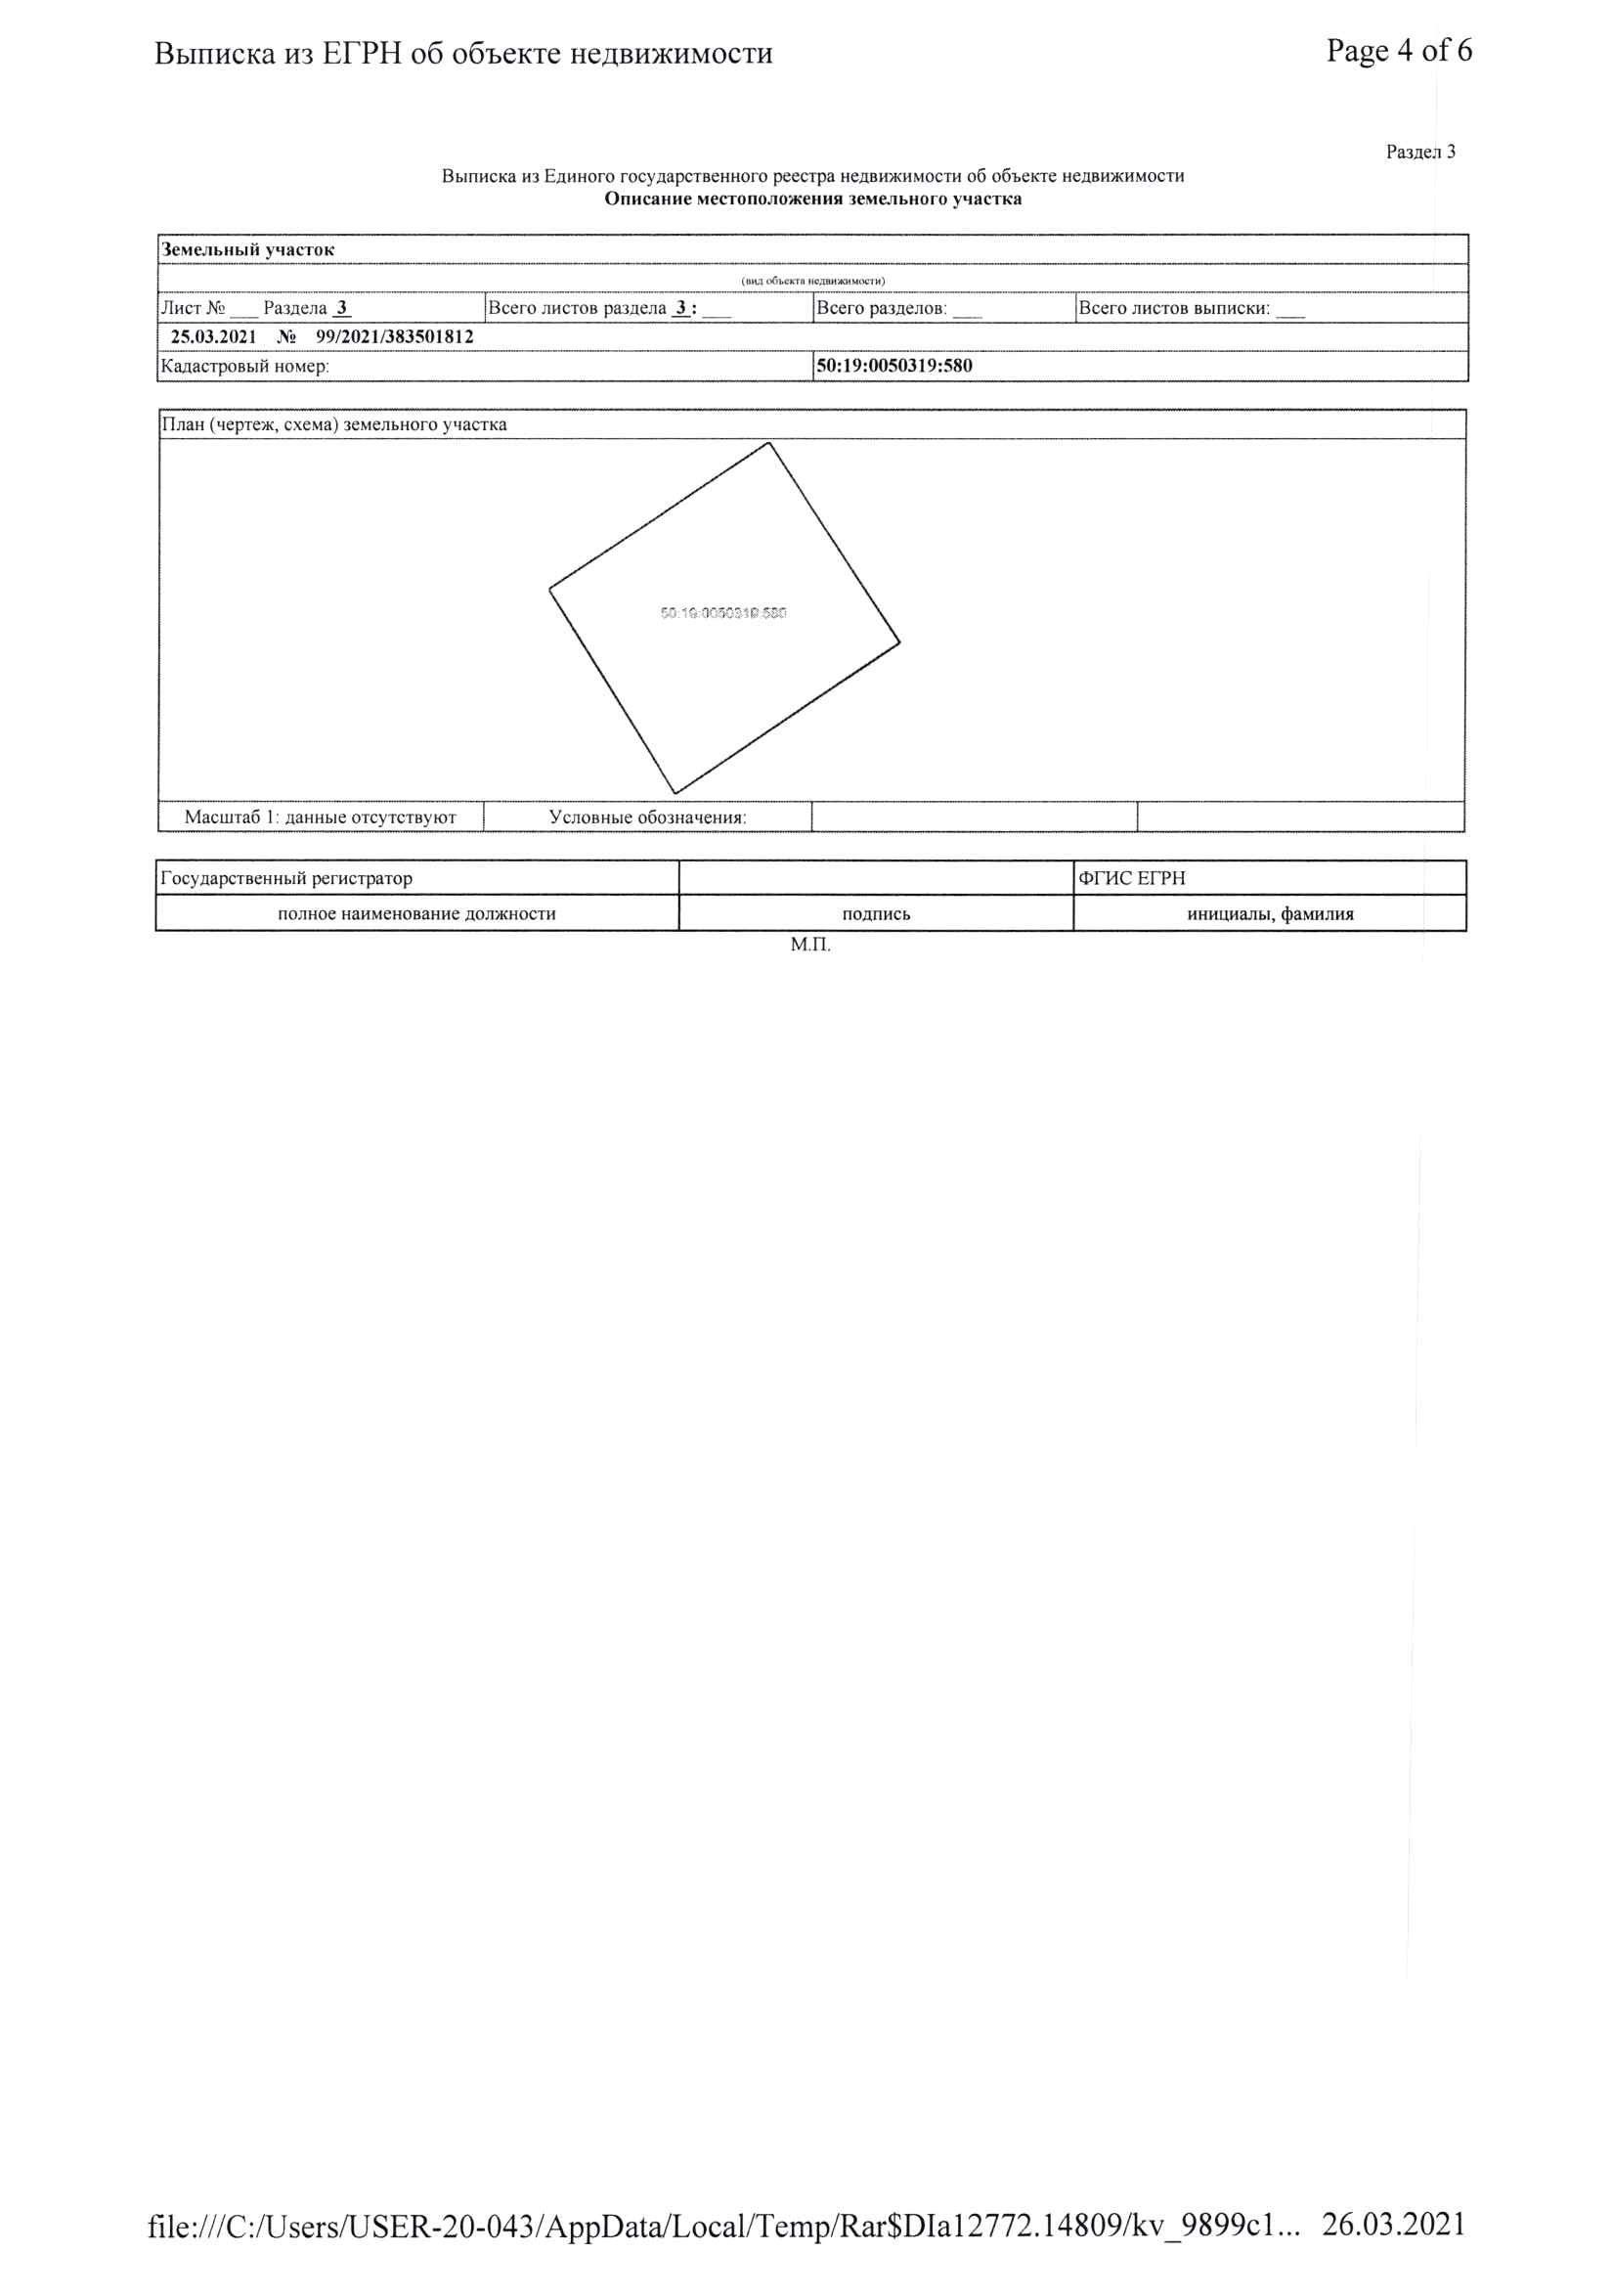 Выписка из ЕГРН об объекте недвижимости Page 4 of 6
Раздел 3
Выписка из Единого государственного реестра недвижимости об объекте недвижимости
Описание местоположения земельного участка
Земельный участок
(вид объекта недвижимости)
Лист № ___ Раздела 3 Всего листов раздела 3 : ___ Всего разделов: ___ Всего листов выписки: ___
25.03.2021 № 99/2021/383501812
Кадастровый номер: 50:19:0050319:580
План (чертеж, схема) земельного участка
50:19:0050319:580
Масштаб 1: данные отсутствуют Условные обозначения:
Государственный регистратор ФГИС ЕГРН
полное наименование должности подпись инициалы, фамилия
М.П.
file:///C:/Users/USER-20-043/AppData/Local/Temp/Rar$DIa12772.14809/kv_9899c1... 26.03.2021